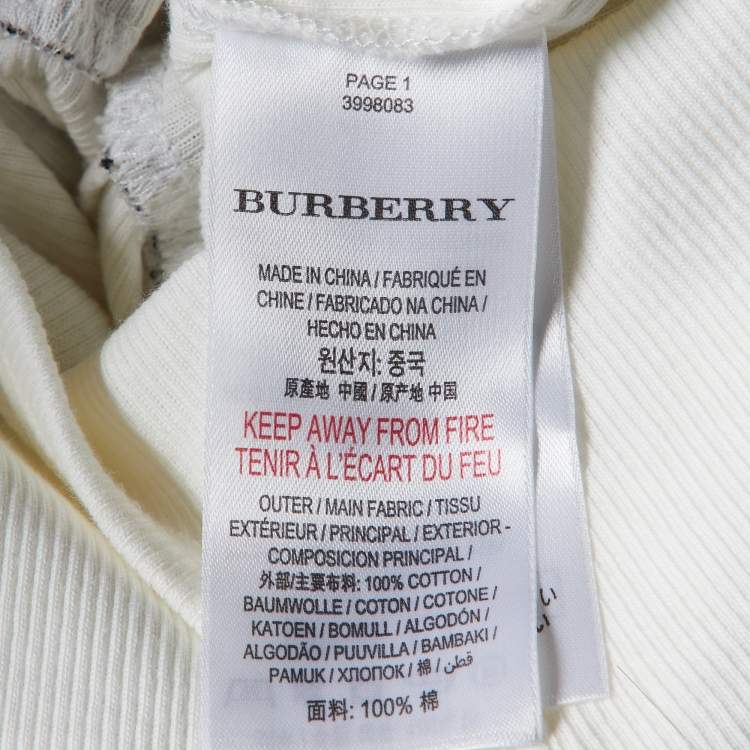 PAGE 1
3998083
BURBERRY
MADE IN CHINA / FABRIQUÉ EN
CHINE / FABRICADO NA CHINA /
HECHO EN CHINA
원산지: 중국
原產地 中國 / 原产地 中国
KEEP AWAY FROM FIRE
TENIR À L'ÉCART DU FEU
OUTER / MAIN FABRIC / TISSU
EXTÉRIEUR / PRINCIPAL / EXTERIOR -
COMPOSICION PRINCIPAL /
外部/主要布料: 100% COTTON /
BAUMWOLLE / COTON / COTONE /
KATOEN / BOMULL / ALGODÓN /
ALGODÃO / PUUVILLA / BAMBAKI /
PAMUK / ХЛОПОК / 棉 / قطن /
面料: 100% 棉
い
い